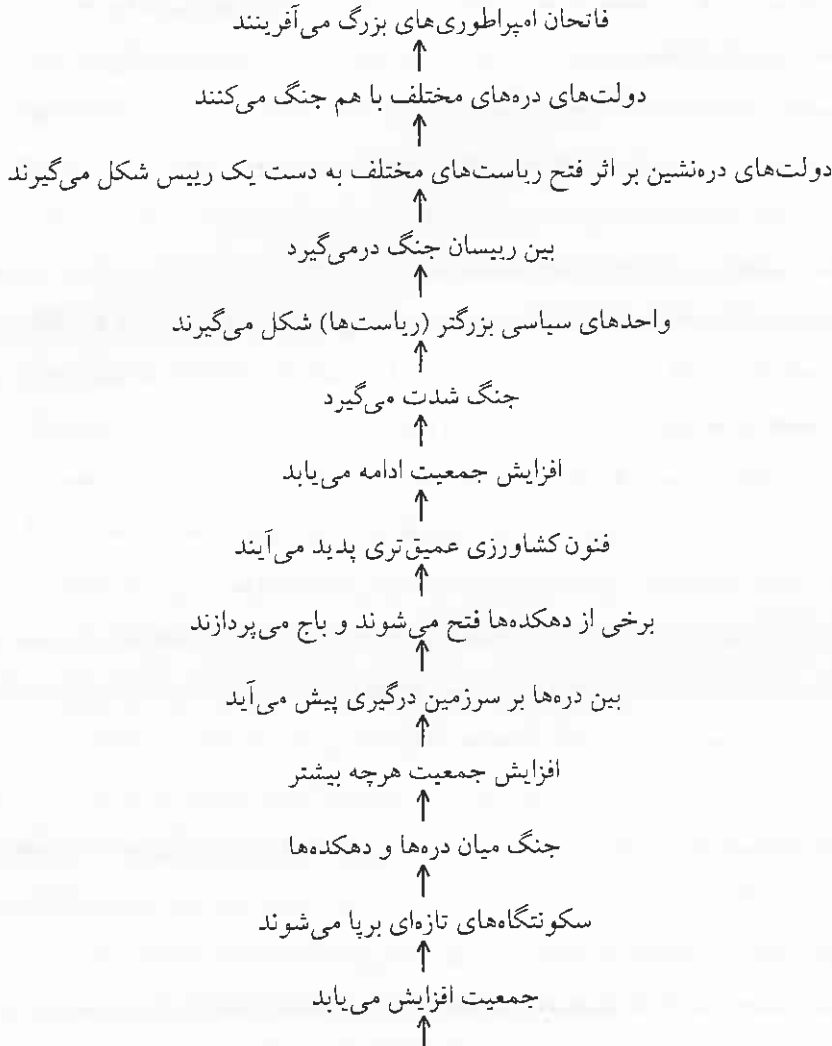 فاتحان امپراطوری‌های بزرگ می‌آفرینند
دولت‌های دره‌های مختلف با هم جنگ می‌کنند
دولت‌های دره‌نشین بر اثر فتح ریاست‌های مختلف به دست یک رییس شکل می‌گیرند
بین رییسان جنگ درمی‌گیرد
واحدهای سیاسی بزرگتر (ریاست‌ها) شکل می‌گیرند
جنگ شدت می‌گیرد
افزایش جمعیت ادامه می‌یابد
فنون کشاورزی عمیق‌تری پدید می‌آیند
برخی از دهکده‌ها فتح می‌شوند و باج می‌پردازند
بین دره‌ها بر سرزمین درگیری پیش می‌آید
افزایش جمعیت هرچه بیشتر
جنگ میان دره‌ها و دهکده‌ها
سکونتگاه‌های تازه‌ای برپا می‌شوند
جمعیت افزایش می‌یابد